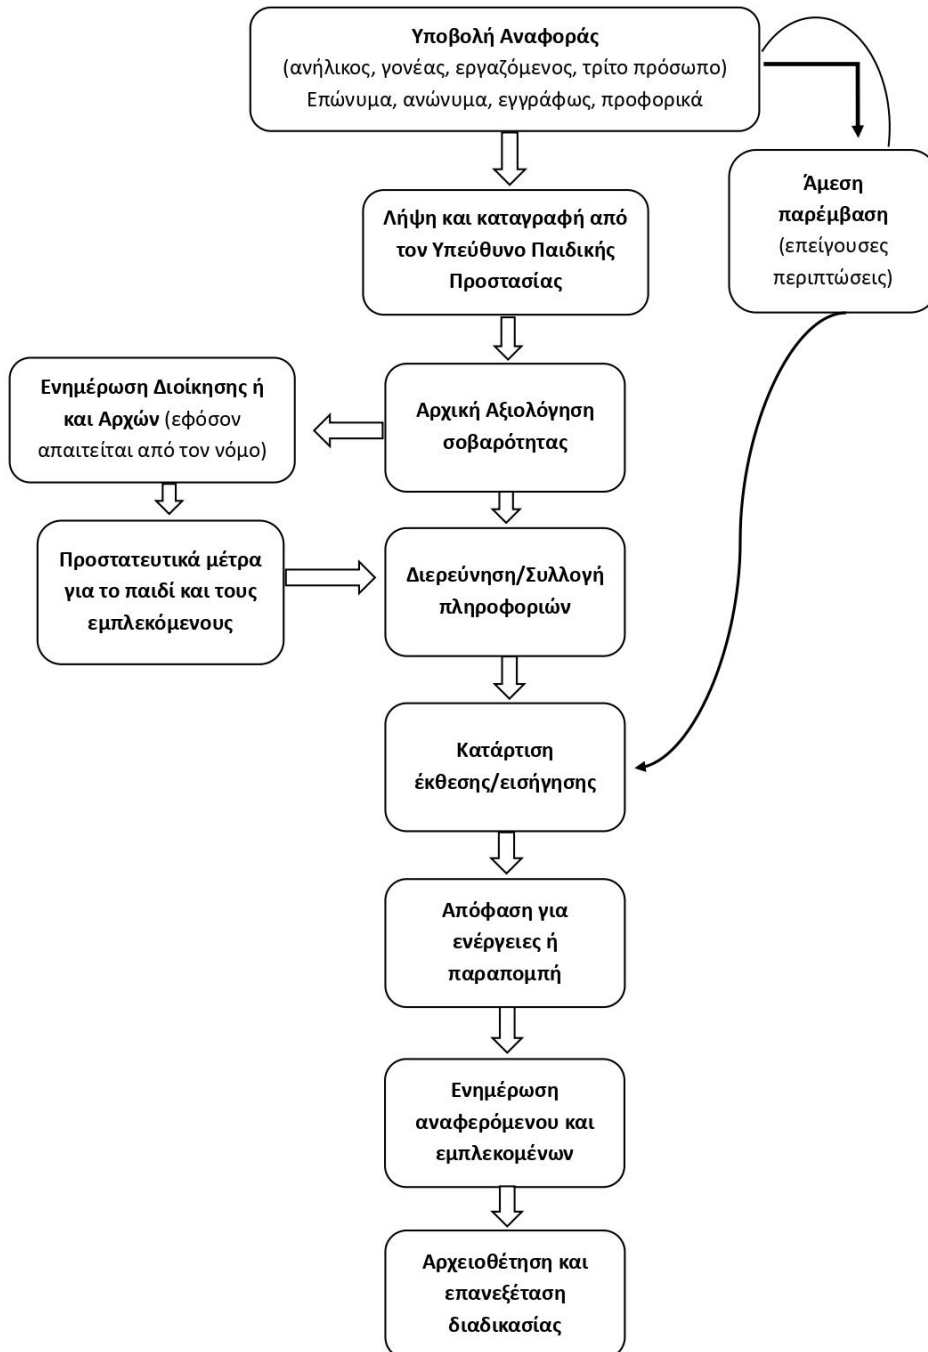 Υποβολή Αναφοράς
(ανήλικος, γονέας, εργαζόμενος, τρίτο πρόσωπο)
Επώνυμα, ανώνυμα, εγγράφως, προφορικά
Άμεση
παρέμβαση
(επείγουσες
περιπτώσεις)
Λήψη και καταγραφή από
τον Υπεύθυνο Παιδικής
Προστασίας
Αρχική Αξιολόγηση
σοβαρότητας
Ενημέρωση Διοίκησης ή
και Αρχών (εφόσον
απαιτείται από τον νόμο)
Προστατευτικά μέτρα
για το παιδί και τους
εμπλεκόμενους
Διερεύνηση/Συλλογή
πληροφοριών
Κατάρτιση
έκθεσης/εισήγησης
Απόφαση για
ενέργειες ή
παραπομπή
Ενημέρωση
αναφερόμενου και
εμπλεκομένων
Αρχειοθέτηση και
επανεξέταση
διαδικασίας